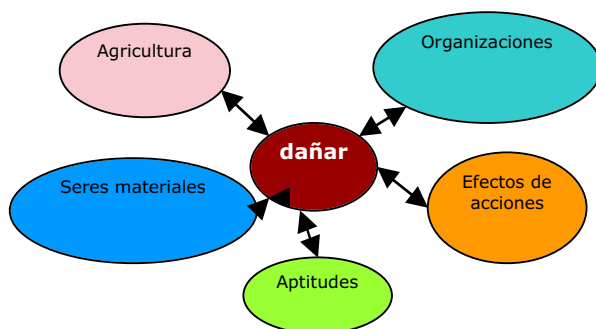 Organizaciones
Agricultura
dañar
Seres materiales
Efectos de
acciones
Aptitudes